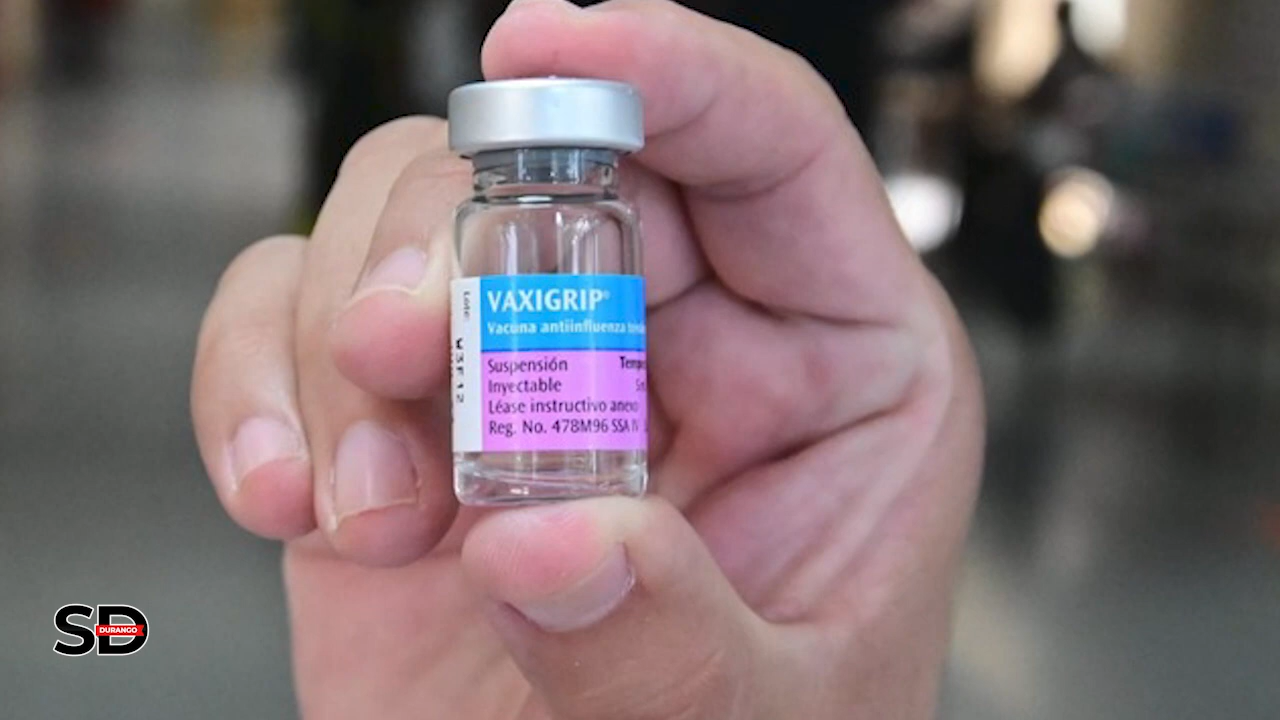 VAXIGRIP®
Vacuna antiinfluenza
Suspensión
Inyectable
Léase instructivo anexo
Reg. No. 478M96 SSA IV
Lote:
SD
DURANGO